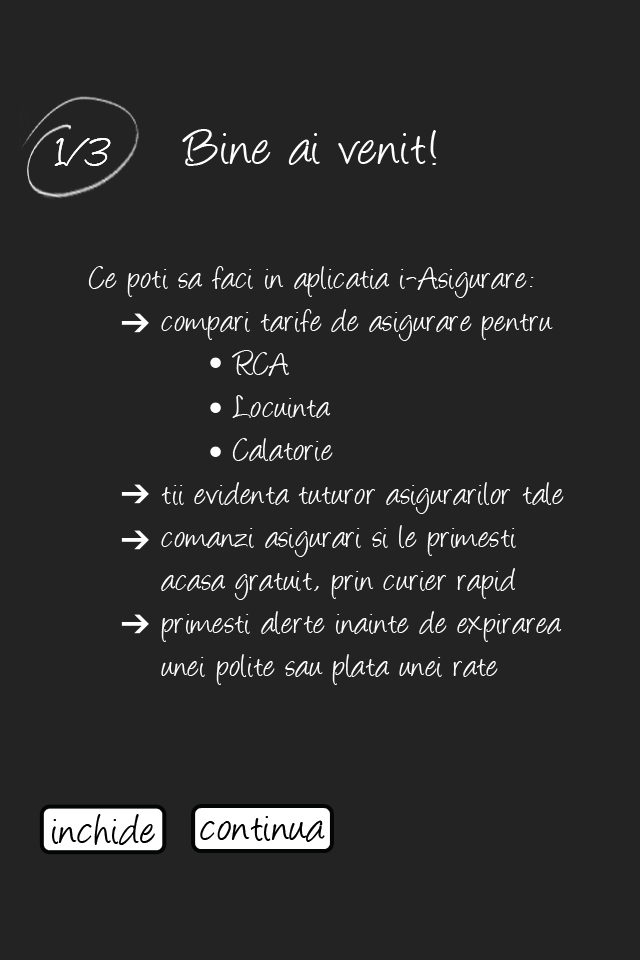 1/3 Bine ai venit!
Ce poti sa faci in aplicatia i-Asigurare:
➔ compari tarife de asigurare pentru
• RCA
• Locuinta
• Calatorie
➔ tii evidenta tuturor asigurarilor tale
➔ comanzi asigurari si le primesti
acasa gratuit, prin curier rapid
➔ primesti alerte inainte de expirarea
unei polite sau plata unei rate
inchide continua